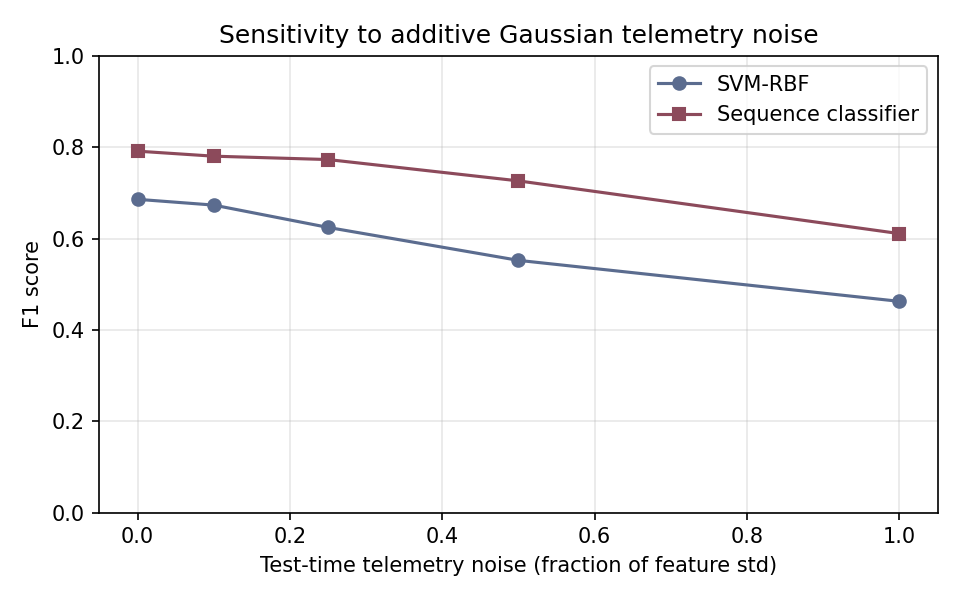 Sensitivity to additive Gaussian telemetry noise
SVM-RBF
Sequence classifier
F1 score
1.0
0.8
0.6
0.4
0.2
0.0
0.0 0.2 0.4 0.6 0.8 1.0
Test-time telemetry noise (fraction of feature std)